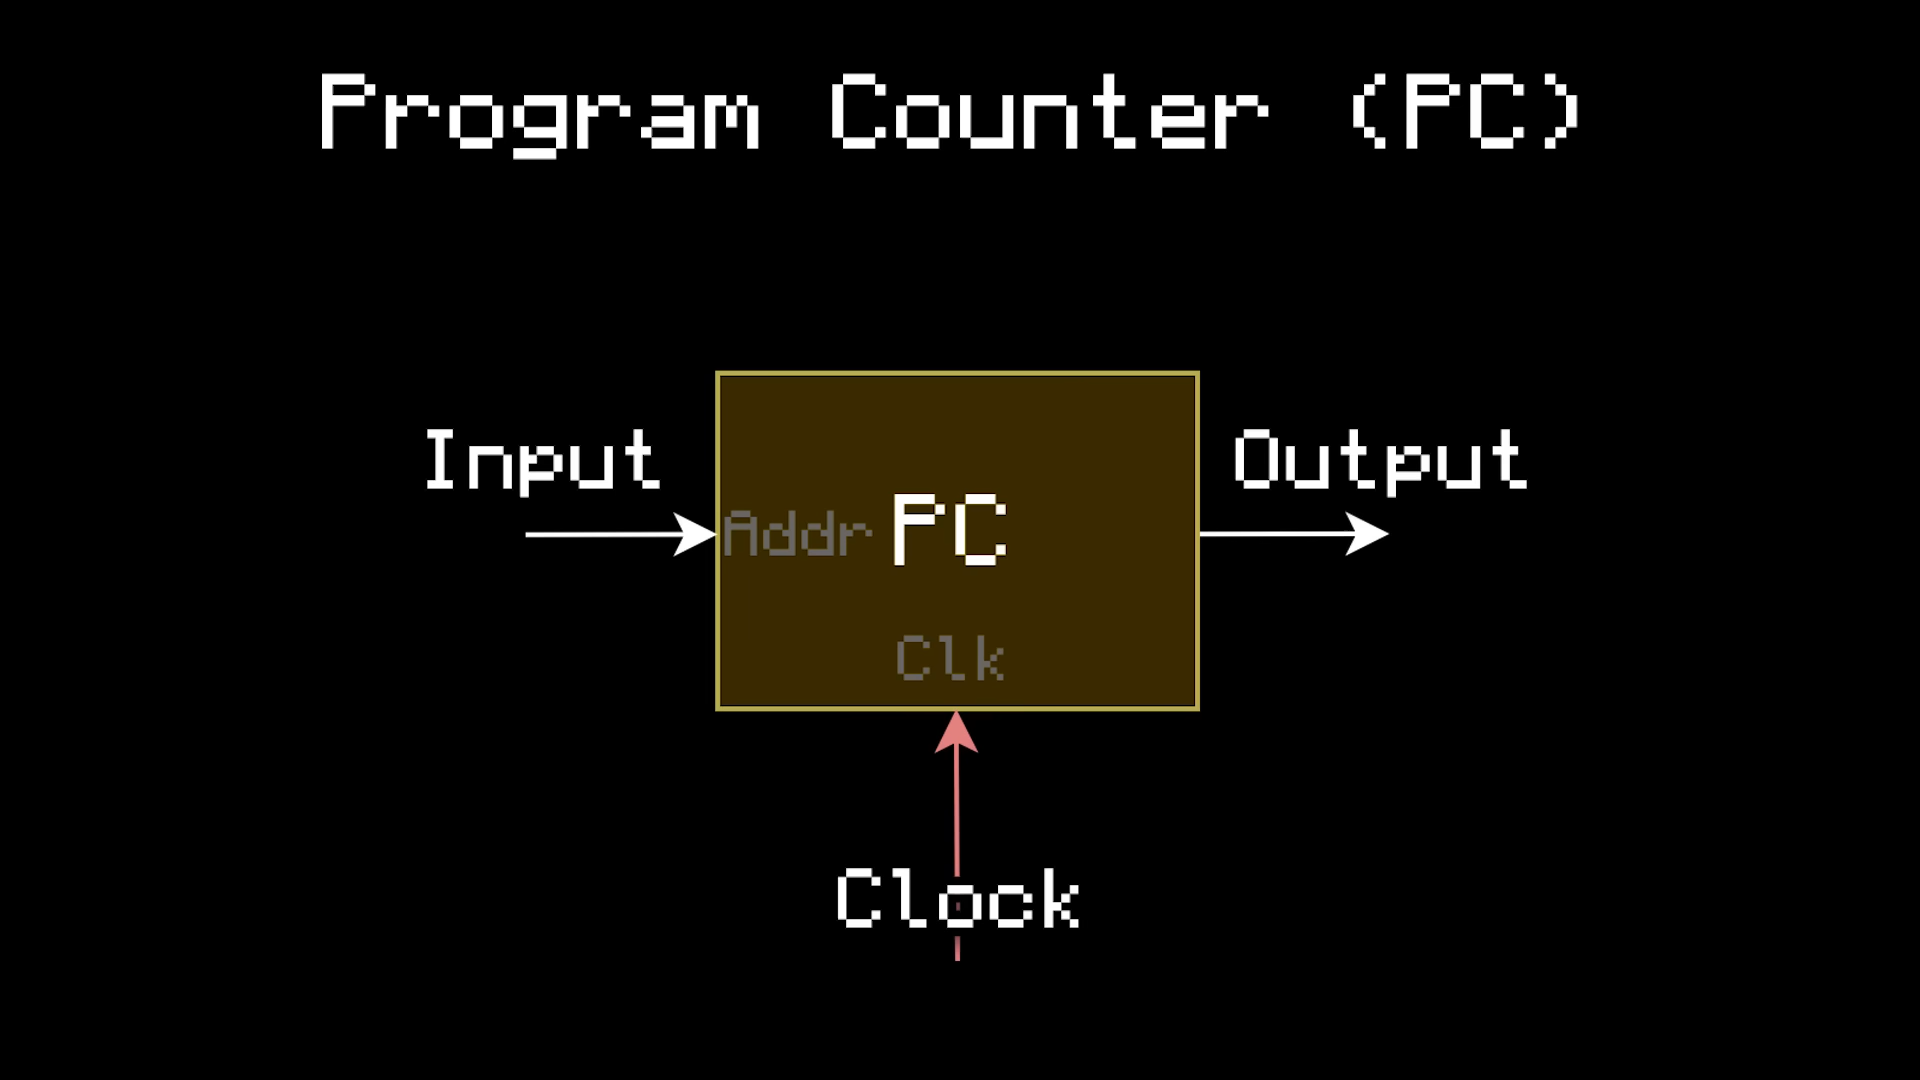 Program Counter (PC)
Input
Output
Addr
PC
Clk
Clock